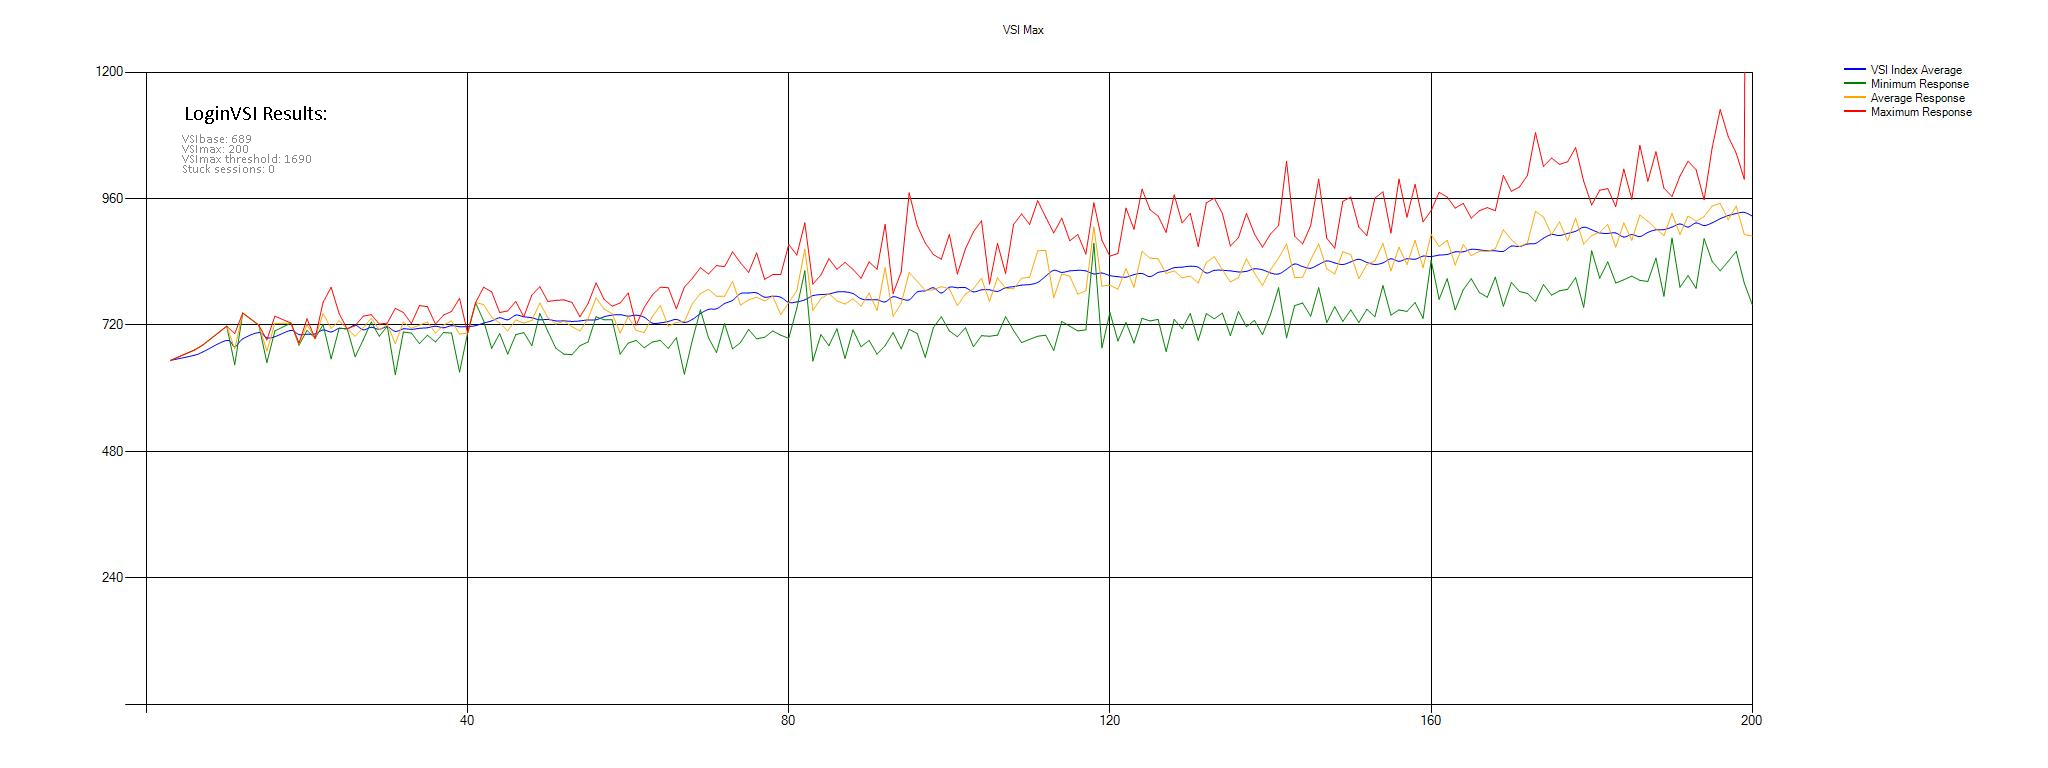 VSI Max
1200
960
720
480
240
40
80
120
160
200
LoginVSI Results:
VSIbase: 689
VSImax: 200
VSImax threshold: 1690
Stuck sessions: 0
VSI Index Average
Minimum Response
Average Response
Maximum Response